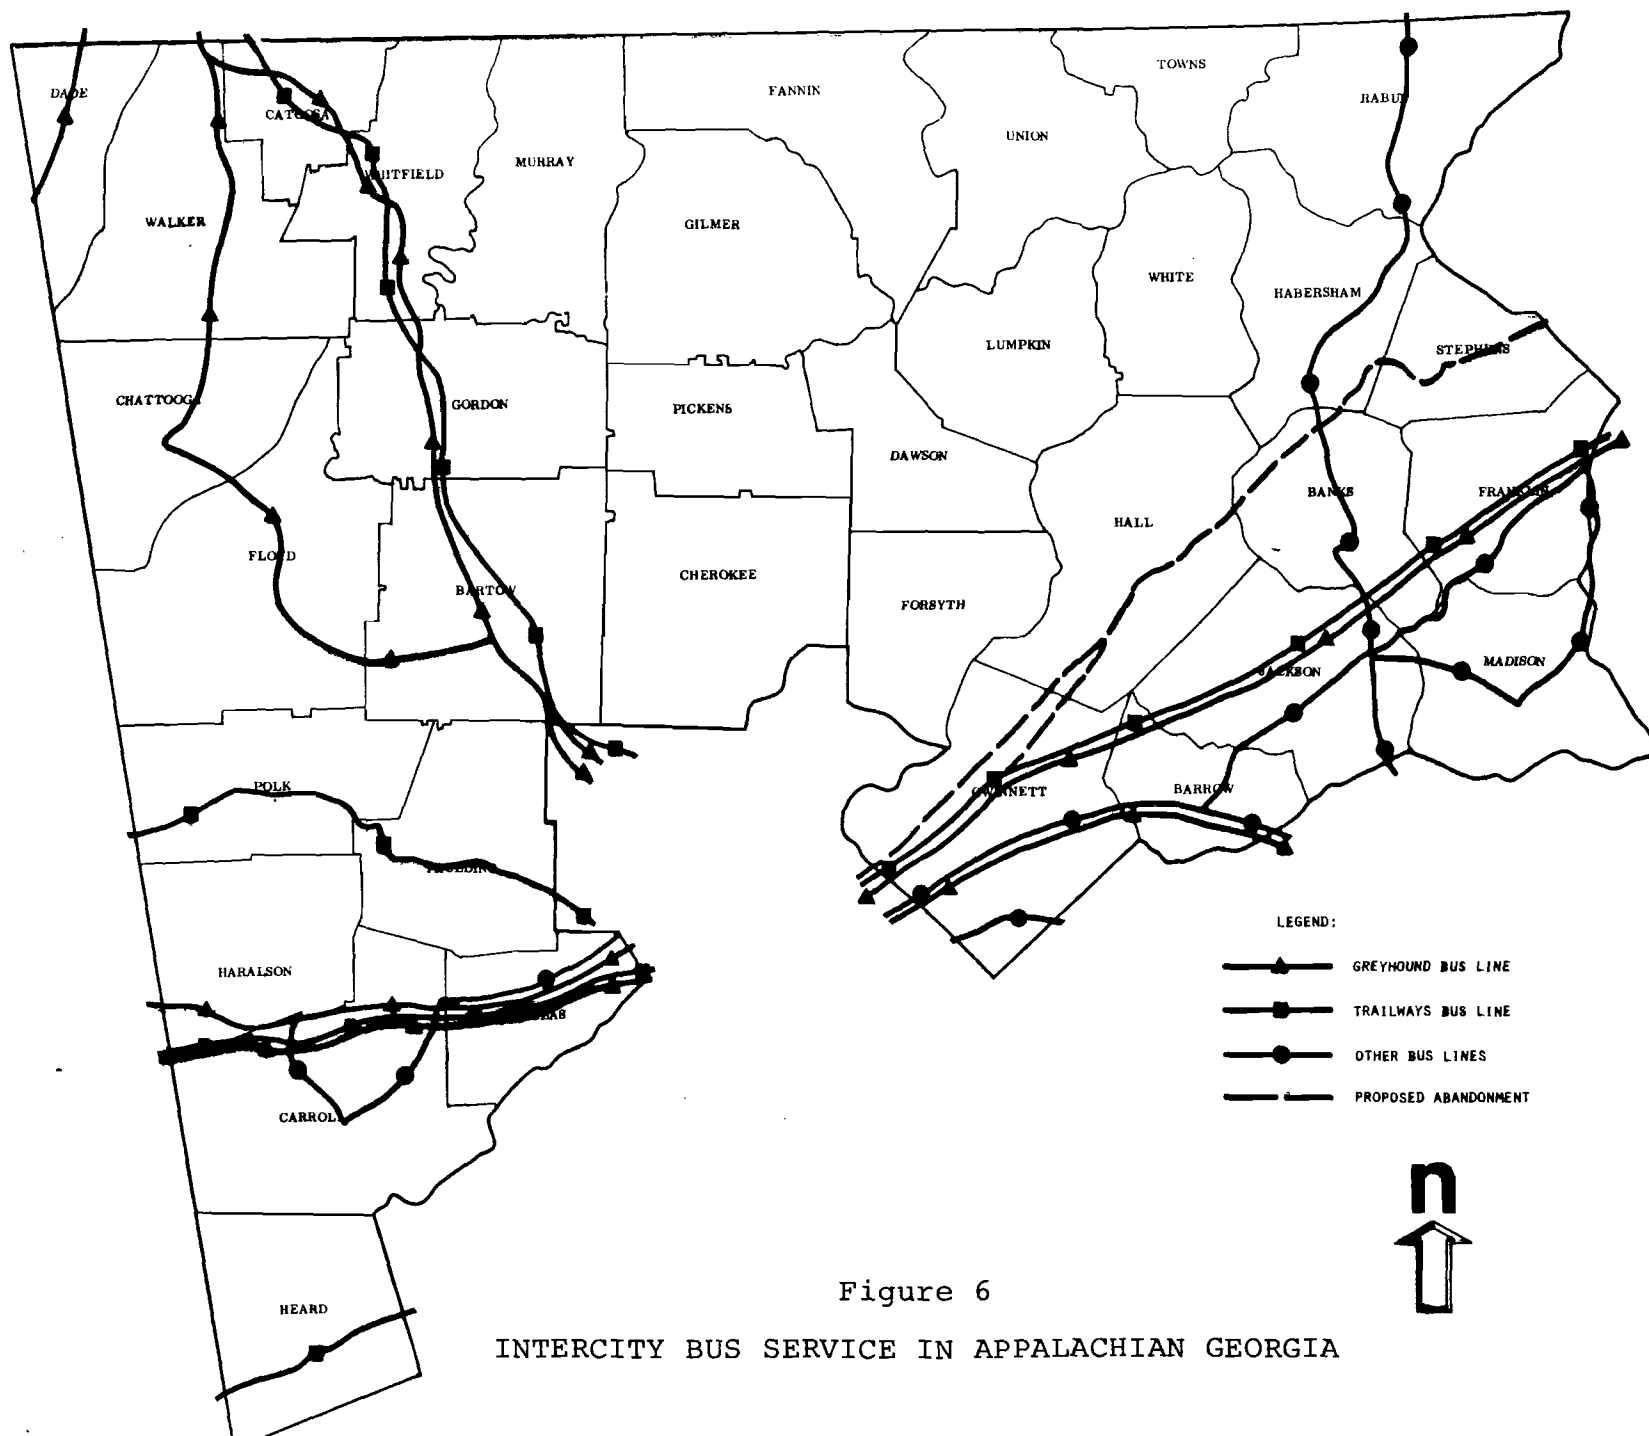 DADE
CATOOSA
WHITFIELD
MURRAY
FANNIN
TOWNS
UNION
RABUN
WALKER
GILMER
WHITE
HABERSHAM
LUMPKIN
STEPHENS
CHATTOOGA
GORDON
PICKENS
DAWSON
HALL
BANKS
FRANKLIN
FLOYD
BARTOW
CHEROKEE
FORSYTH
JACKSON
MADISON
POLK
GWINNETT
BARROW
PAULDING
HARALSON
CARROLL
HEARD
LEGEND:
GREYHOUND BUS LINE
TRAILWAYS BUS LINE
OTHER BUS LINES
PROPOSED ABANDONMENT
n
Figure 6
INTERCITY BUS SERVICE IN APPALACHIAN GEORGIA